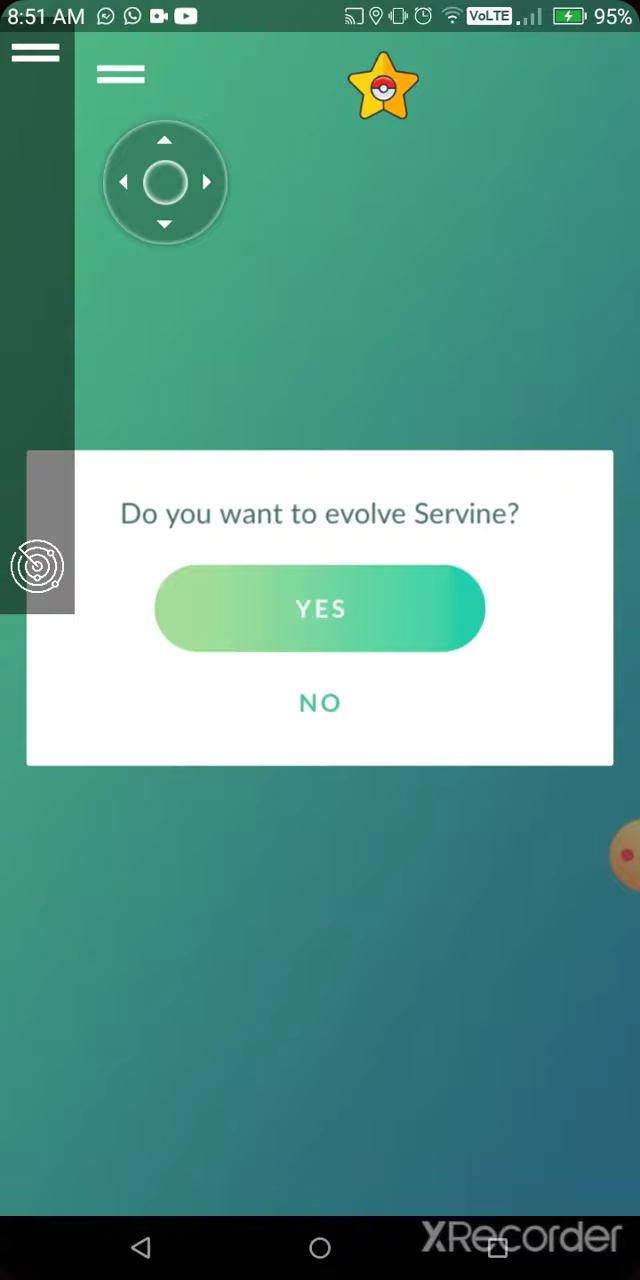 8:51 AM VoLTE 95%
Do you want to evolve Servine?
YES
NO
XRecorder